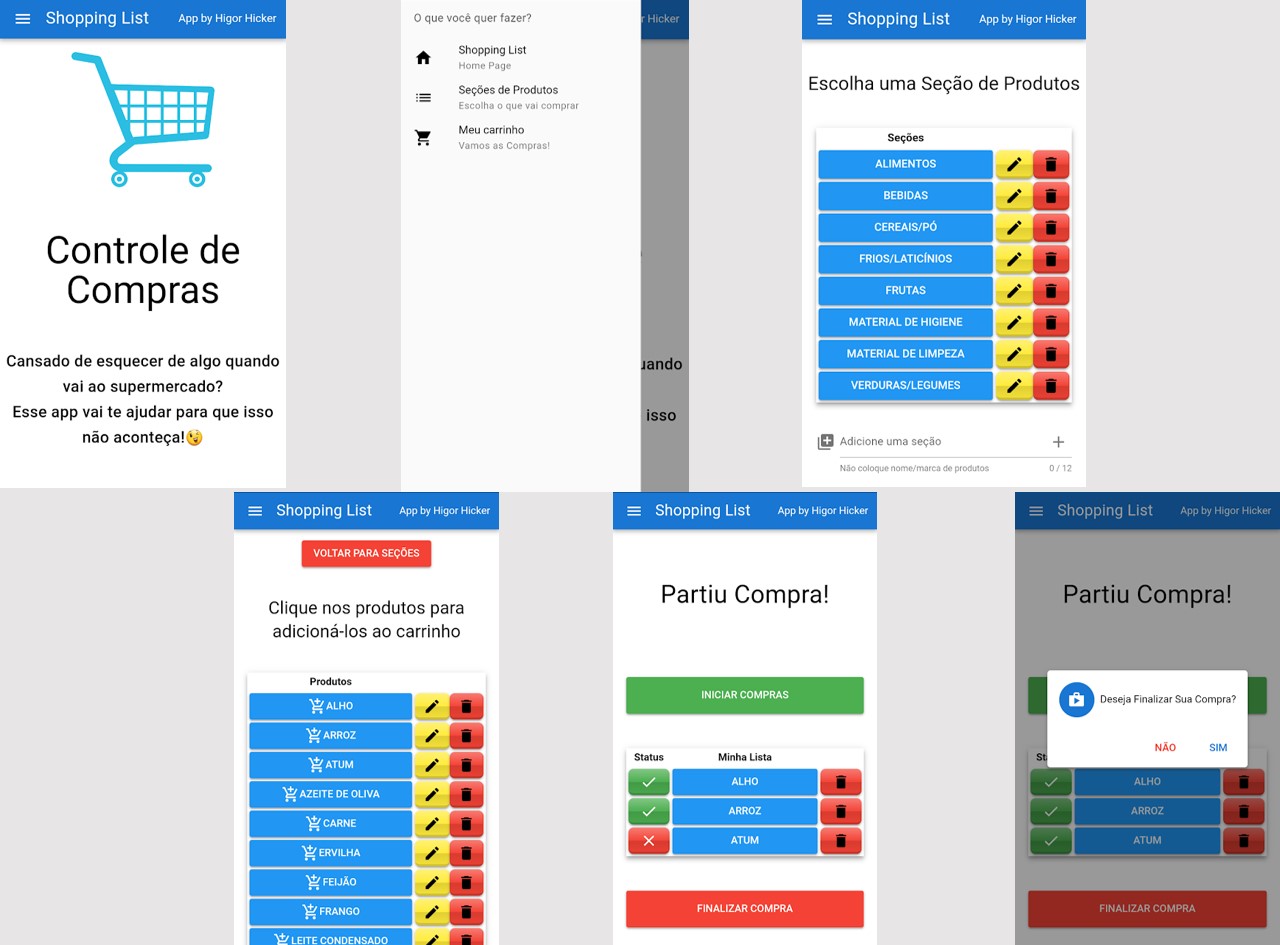 Shopping List App by Higor Hicker
Controle de
Compras
Cansado de esquecer de algo quando
vai ao supermercado?
Esse app vai te ajudar para que isso
não aconteça!😉
O que você quer fazer?
r Hicker
Shopping List
Home Page
Seções de Produtos
Escolha o que vai comprar
Meu carrinho
Vamos as Compras!
uando
isso
Shopping List App by Higor Hicker
Escolha uma Seção de Produtos
Seções
ALIMENTOS
BEBIDAS
CEREAIS/PÓ
FRIOS/LATICÍNIOS
FRUTAS
MATERIAL DE HIGIENE
MATERIAL DE LIMPEZA
VERDURAS/LEGUMES
Adicione uma seção
Não coloque nome/marca de produtos 0 / 12
Shopping List App by Higor Hicker
VOLTAR PARA SEÇÕES
Clique nos produtos para
adicioná-los ao carrinho
Produtos
ALHO
ARROZ
ATUM
AZEITE DE OLIVA
CARNE
ERVILHA
FEIJÃO
FRANGO
LEITE CONDENSADO
Shopping List App by Higor Hicker
Partiu Compra!
INICIAR COMPRAS
Status Minha Lista
ALHO
ARROZ
ATUM
FINALIZAR COMPRA
Shopping List App by Higor Hicker
Partiu Compra!
Deseja Finalizar Sua Compra?
NÃO SIM
Sta
ALHO
ARROZ
ATUM
FINALIZAR COMPRA